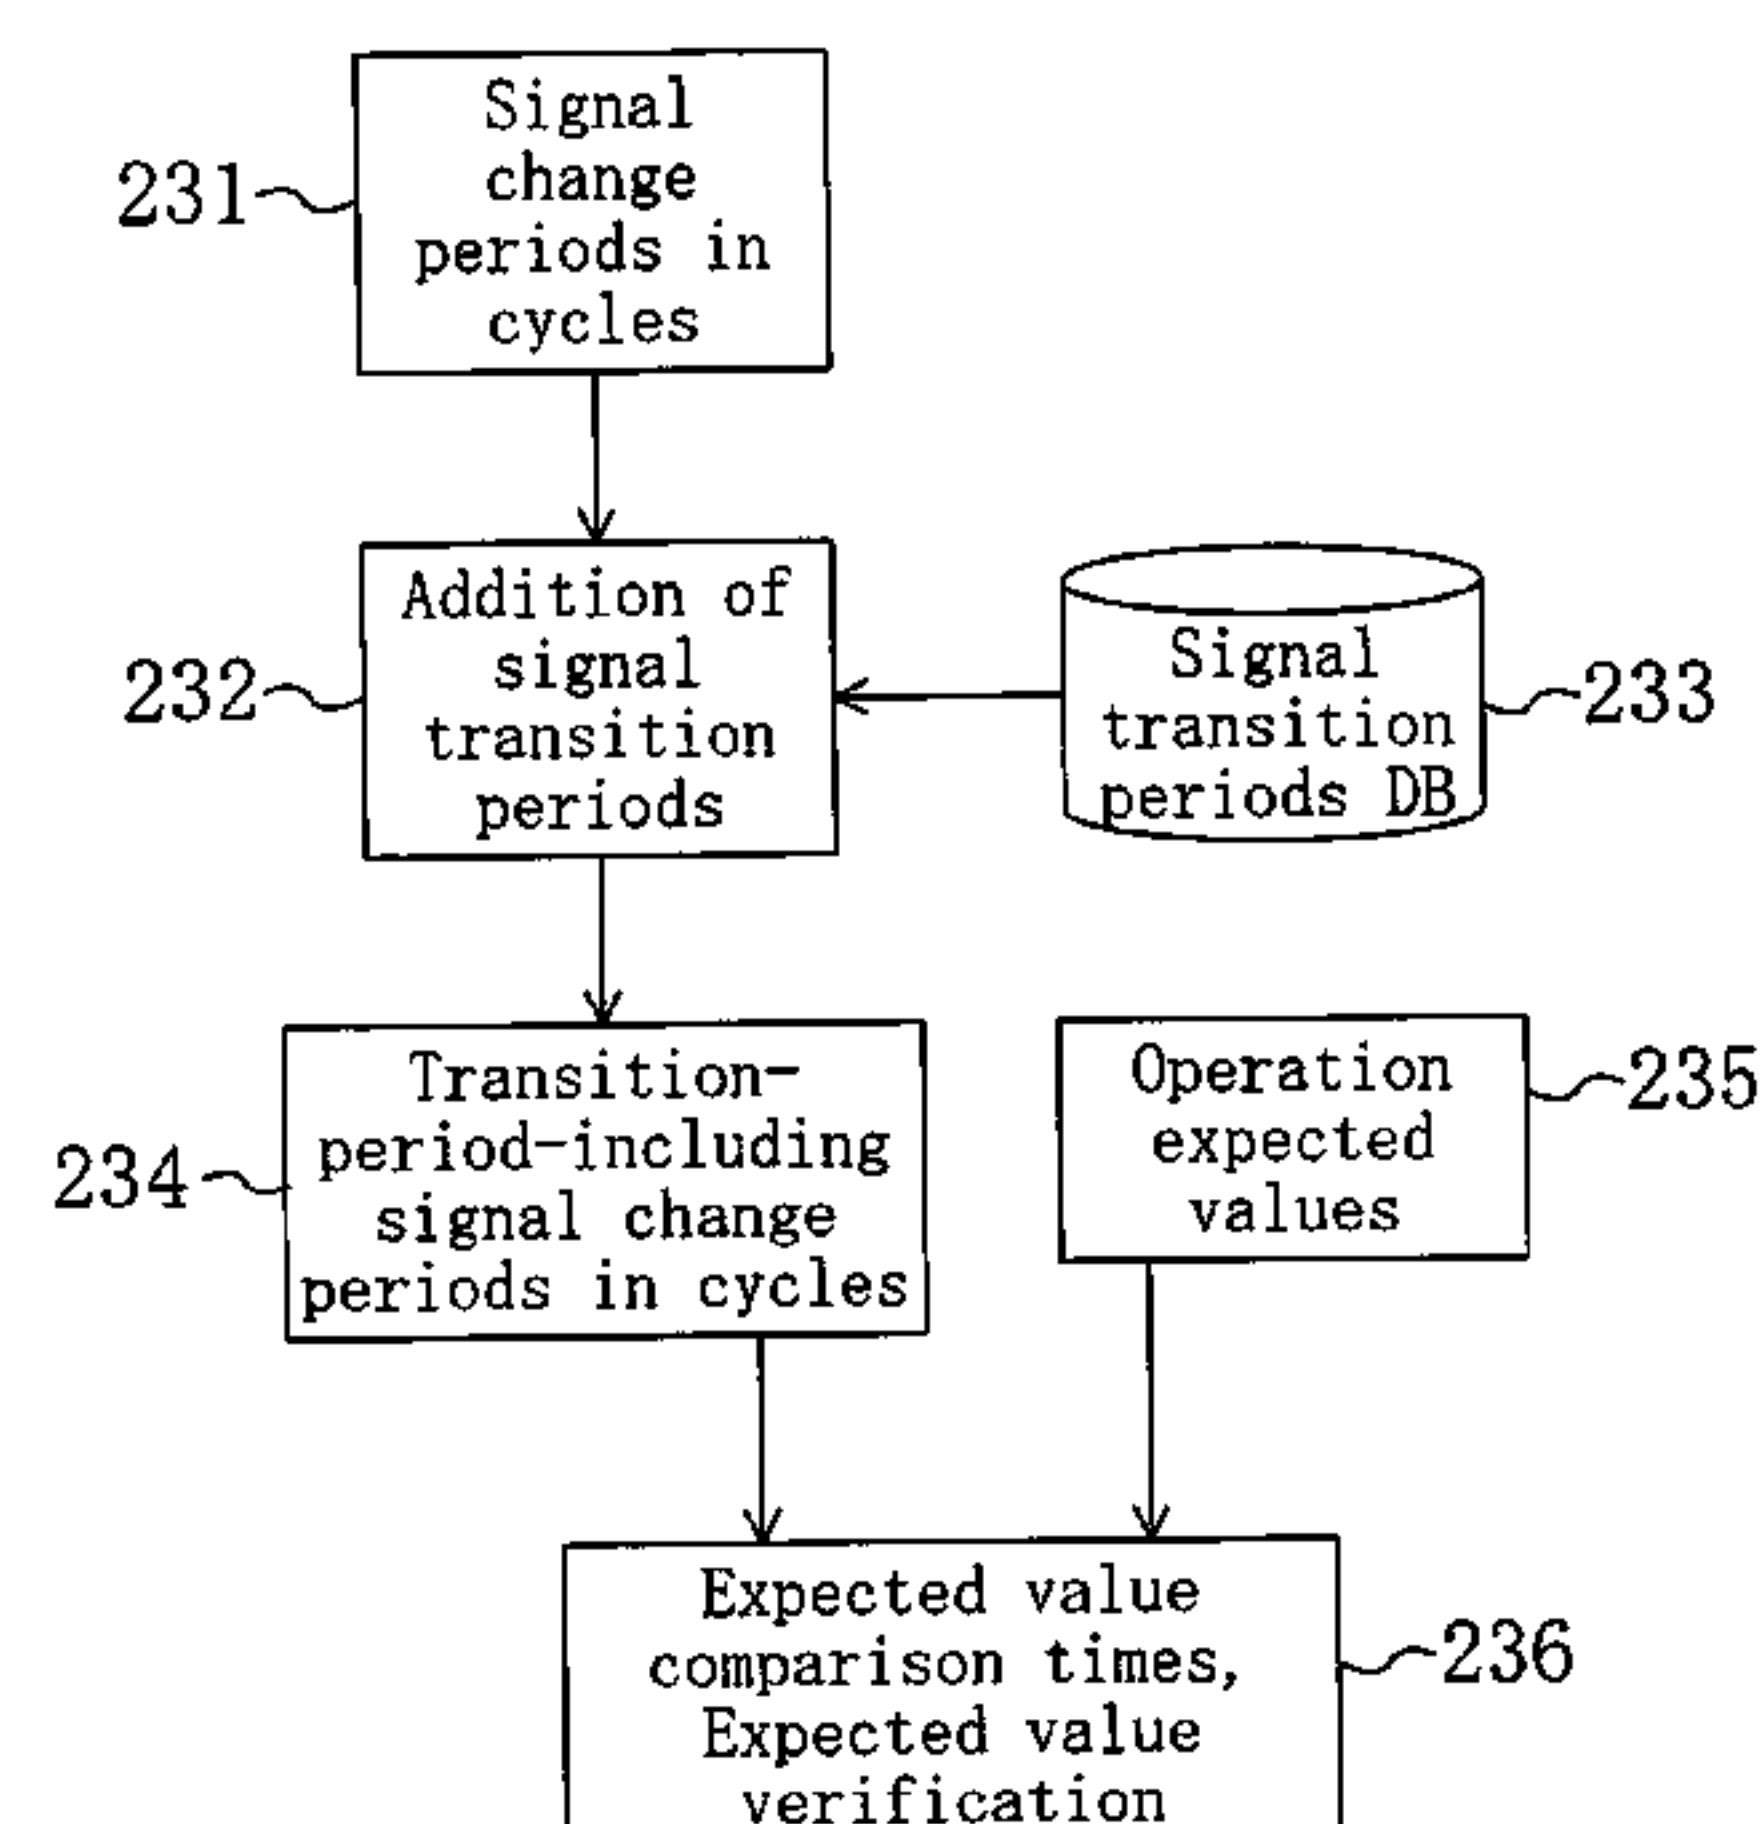 Signal
change
periods in
cycles
231
Addition of
signal
transition
periods
232
Signal
transition
periods DB
233
Transition-
period-including
signal change
periods in cycles
234
Operation
expected
values
235
Expected value
comparison times,
Expected value
verification
236